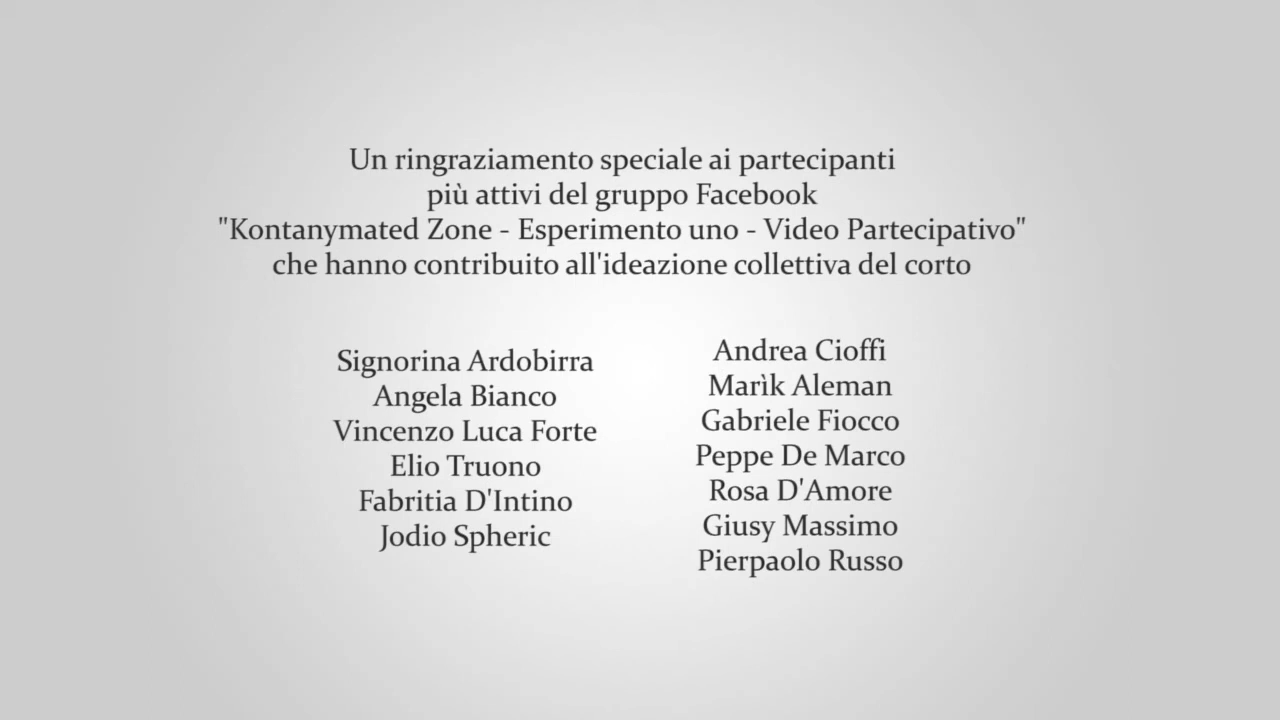 Un ringraziamento speciale ai partecipanti
più attivi del gruppo Facebook
"Kontanymated Zone - Esperimento uno - Video Partecipativo"
che hanno contribuito all'ideazione collettiva del corto
Signorina Ardobirra
Angela Bianco
Vincenzo Luca Forte
Elio Truono
Fabritia D'Intino
Jodio Spheric
Andrea Cioffi
Marìk Aleman
Gabriele Fiocco
Peppe De Marco
Rosa D'Amore
Giusy Massimo
Pierpaolo Russo